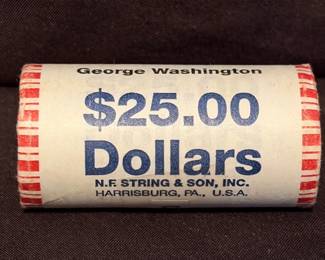 George Washington
$25.00
Dollars
N.F. STRING & SON, INC.
HARRISBURG, PA., U.S.A.